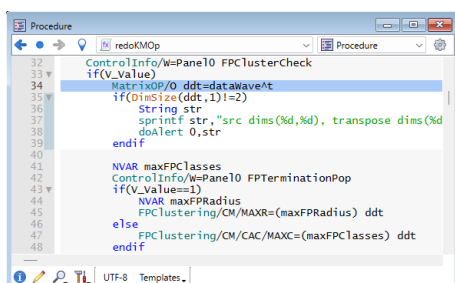 Procedure
redoKMOp Procedure
32 ControlInfo/W=Panel0 FPClusterCheck
33 if(V_Value)
34 MatrixOP/O ddt=dataWave^t
35 if(DimSize(ddt,1)!=2)
36 String str
37 sprintf str,"src dims(%d,%d), transpose dims(%d
38 doAlert 0,str
39 endif
40
41 NVAR maxFPClasses
42 ControlInfo/W=Panel0 FPTerminationPop
43 if(V_Value==1)
44 NVAR maxFPRadius
45 FPClustering/CM/MAXR=(maxFPRadius) ddt
46 else
47 FPClustering/CM/CAC/MAXC=(maxFPClasses) ddt
48 endif
UTF-8 Templates